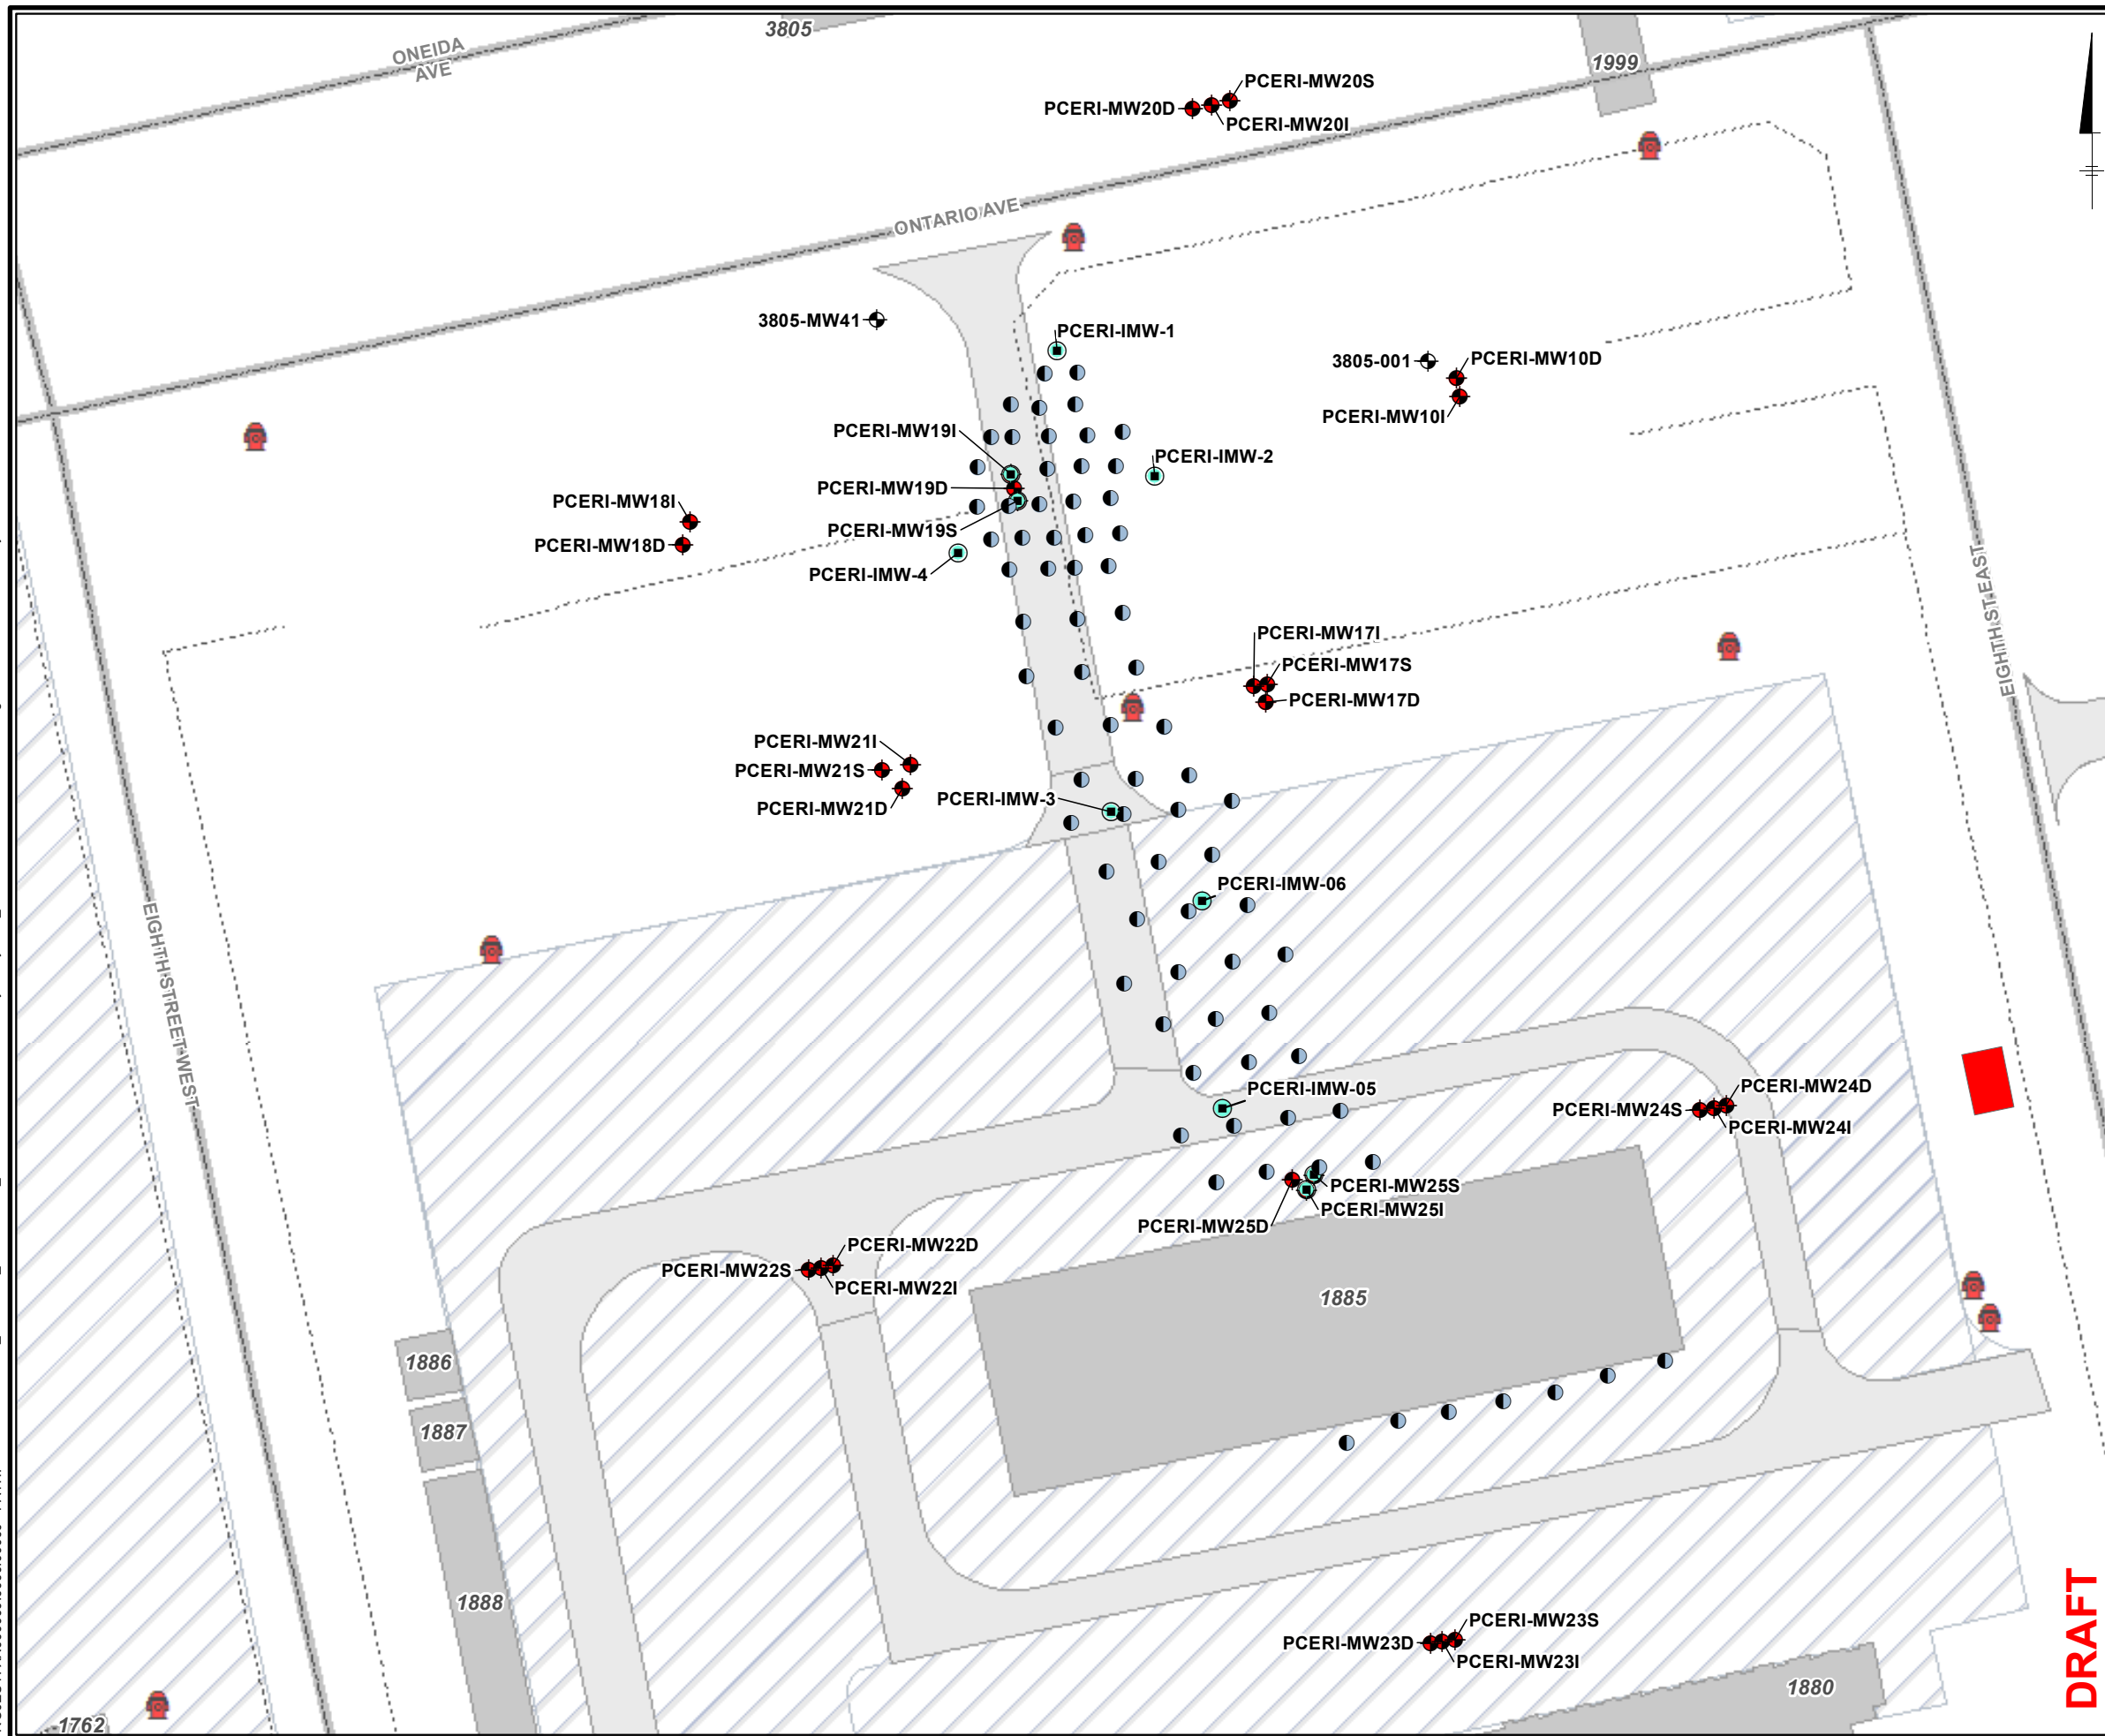 3805
ONEIDA
AVE
1999
PCERI-MW20S
PCERI-MW20D
PCERI-MW20I
ONTARIO AVE
3805-MW41
PCERI-IMW-1
3805-001
PCERI-MW10D
PCERI-MW10I
PCERI-MW19I
PCERI-IMW-2
PCERI-MW19D
PCERI-MW18I
PCERI-MW19S
PCERI-MW18D
PCERI-IMW-4
EIGHTH ST EAST
PCERI-MW17I
PCERI-MW17S
PCERI-MW17D
PCERI-MW21I
PCERI-MW21S
PCERI-MW21D
PCERI-IMW-3
PCERI-IMW-06
EIGHTH STREET WEST
PCERI-IMW-05
PCERI-MW24D
PCERI-MW24S
PCERI-MW24I
PCERI-MW25S
PCERI-MW25I
PCERI-MW25D
PCERI-MW22D
PCERI-MW22S
PCERI-MW22I
1885
1886
1887
1888
PCERI-MW23S
PCERI-MW23D
PCERI-MW23I
1880
1762
DRAFT